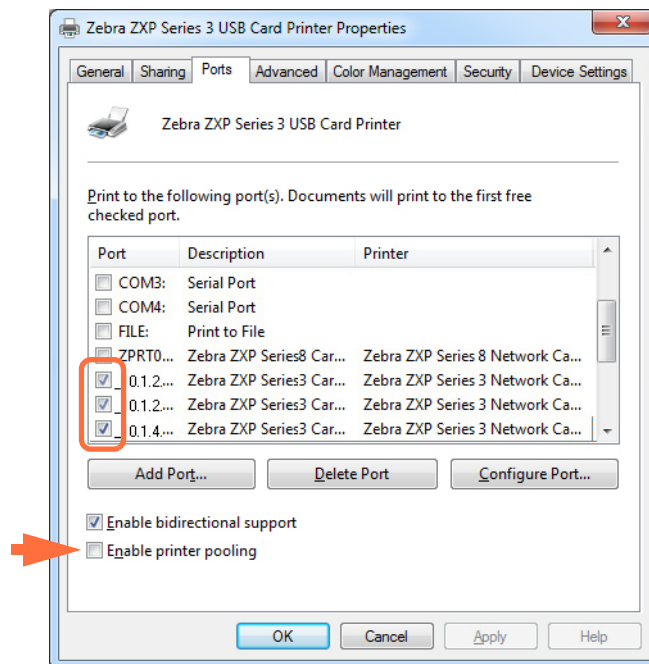 Zebra ZXP Series 3 USB Card Printer Properties
General Sharing Ports Advanced Color Management Security Device Settings
Zebra ZXP Series 3 USB Card Printer
Print to the following port(s). Documents will print to the first free
checked port.
Port Description Printer
COM3: Serial Port
COM4: Serial Port
FILE: Print to File
ZPRT0... Zebra ZXP Series8 Car... Zebra ZXP Series 8 Network Ca...
_ 0.1.2.... Zebra ZXP Series3 Car... Zebra ZXP Series 3 Network Ca...
_ 0.1.2.... Zebra ZXP Series3 Car... Zebra ZXP Series 3 Network Ca...
_ 0.1.4.... Zebra ZXP Series3 Car... Zebra ZXP Series 3 Network Ca...
Add Port... Delete Port Configure Port...
Enable bidirectional support
Enable printer pooling
OK Cancel Apply Help